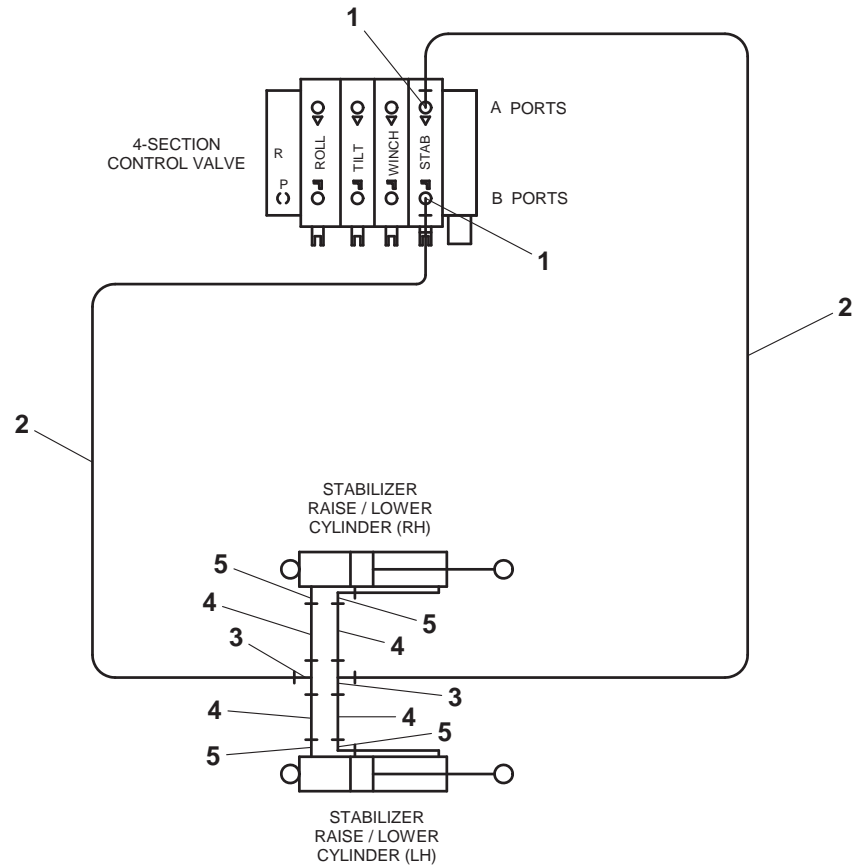 1
A PORTS
4-SECTION
CONTROL VALVE
R
P
ROLL
TILT
WINCH
STAB
B PORTS
1
2
2
STABILIZER
RAISE / LOWER
CYLINDER (RH)
5
4
5
3
4
3
4
4
5
5
STABILIZER
RAISE / LOWER
CYLINDER (LH)